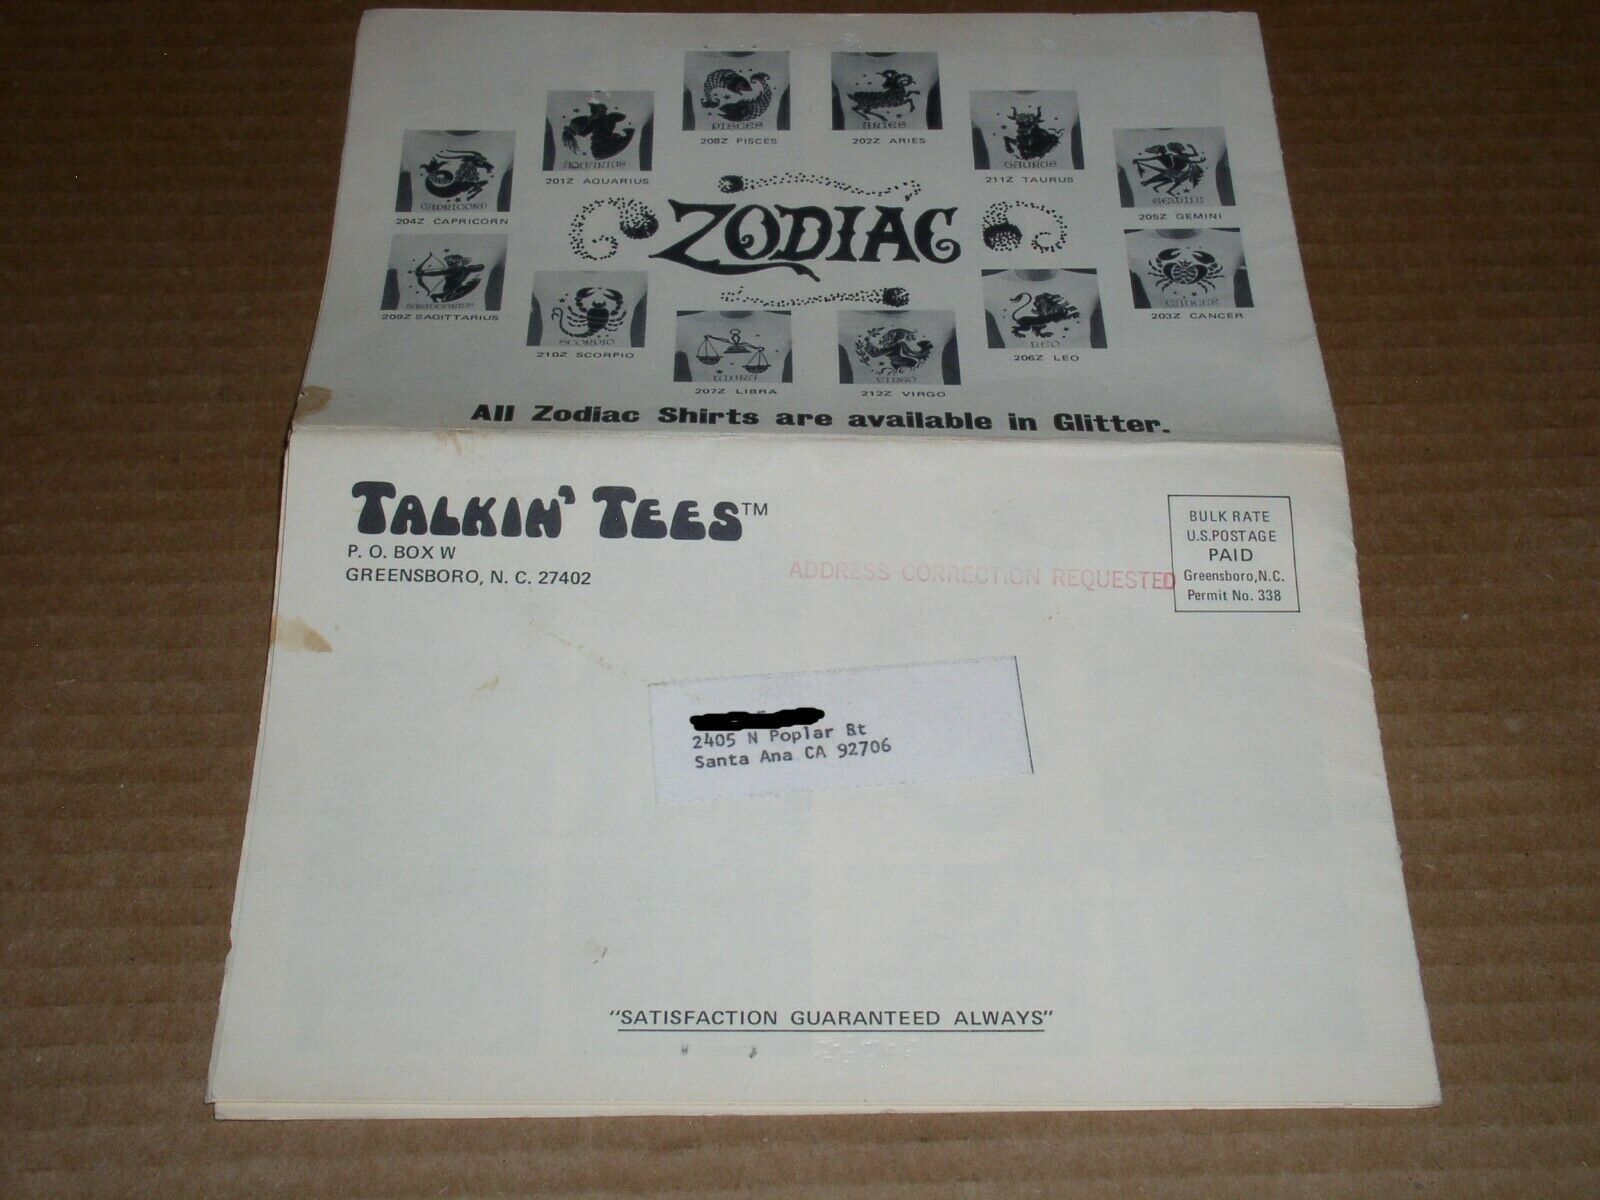 PISCES
208Z PISCES
ARIES
202Z ARIES
AQUARIUS
201Z AQUARIUS
TAURUS
211Z TAURUS
CAPRICORN
204Z CAPRICORN
GEMINI
205Z GEMINI
ZODIAC
SAGITTARIUS
209Z SAGITTARIUS
CANCER
203Z CANCER
SCORPIO
210Z SCORPIO
LEO
206Z LEO
LIBRA
207Z LIBRA
VIRGO
212Z VIRGO
All Zodiac Shirts are available in Glitter.
TALKIN' TEES™
P. O. BOX W
GREENSBORO, N. C. 27402
ADDRESS CORRECTION REQUESTED
BULK RATE
U.S.POSTAGE
PAID
Greensboro,N.C.
Permit No. 338
2405 N Poplar St
Santa Ana CA 92706
"SATISFACTION GUARANTEED ALWAYS"